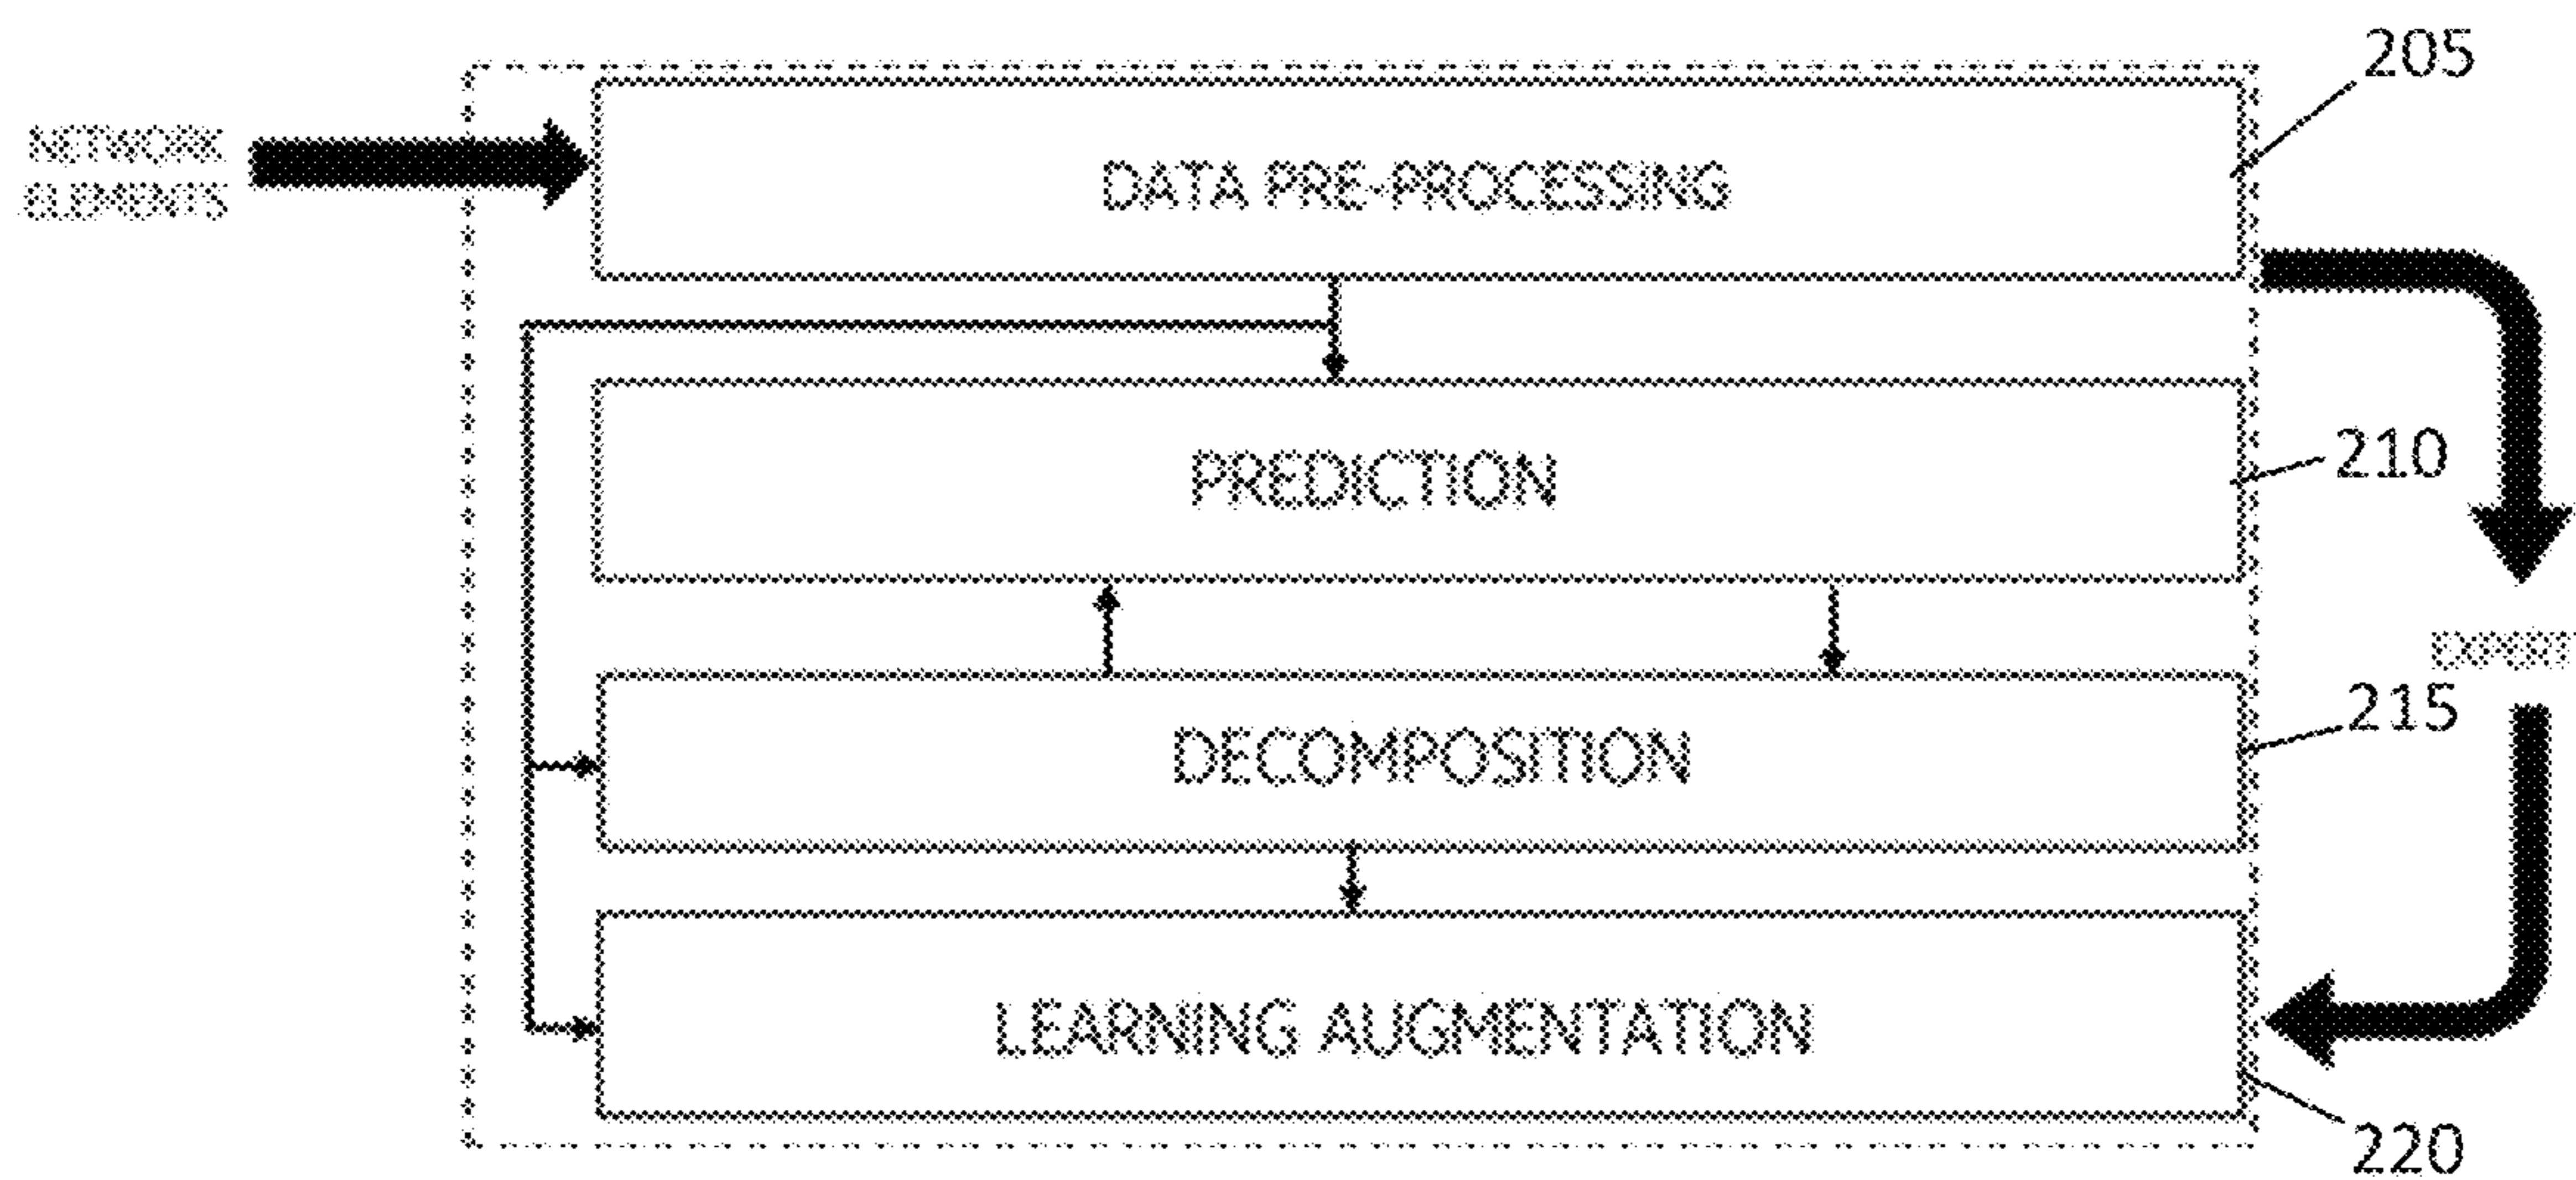 205
NETWORK
ELEMENTS
DATA PRE-PROCESSING
210
PREDICTION
EXPERT
215
DECOMPOSITION
LEARNING AUGMENTATION
220